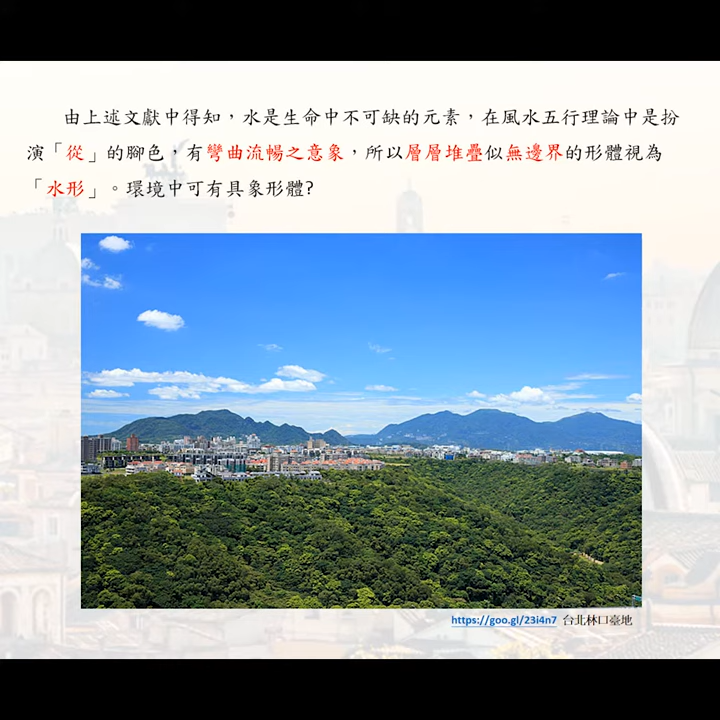 由上述文獻中得知，水是生命中不可缺的元素，在風水五行理論中是扮
演「從」的腳色，有彎曲流暢之意象，所以層層堆疊似無邊界的形體視為
「水形」。環境中可有具象形體?
https://goo.gl/23i4n7 台北林口臺地